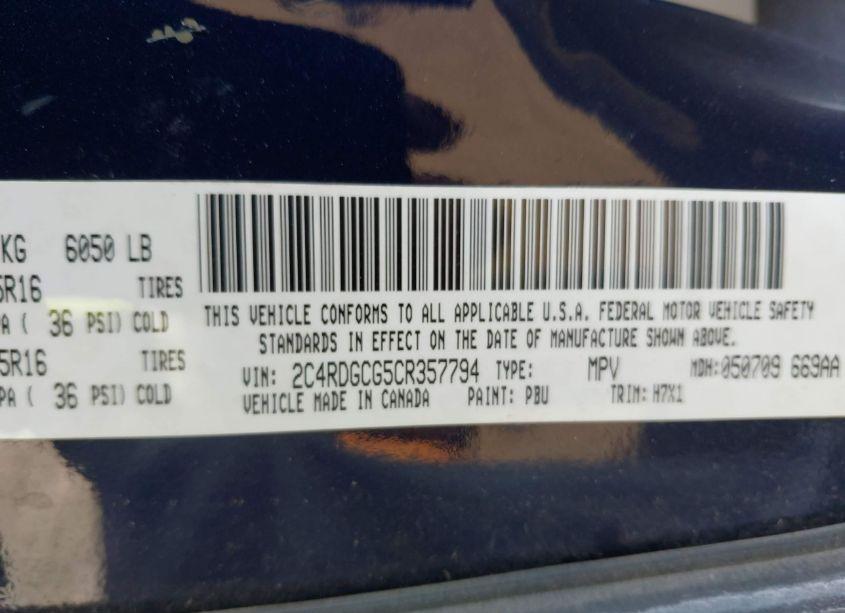 KG 6050 LB
5R16 TIRES
PA ( 36 PSI) COLD
5R16 TIRES
PA ( 36 PSI) COLD
THIS VEHICLE CONFORMS TO ALL APPLICABLE U.S.A. FEDERAL MOTOR VEHICLE SAFETY
STANDARDS IN EFFECT ON THE DATE OF MANUFACTURE SHOWN ABOVE.
VIN: 2C4RDGCG5CR357794 TYPE: MPV MDH:050709 669AA
VEHICLE MADE IN CANADA PAINT: PBU TRIM: H7X1